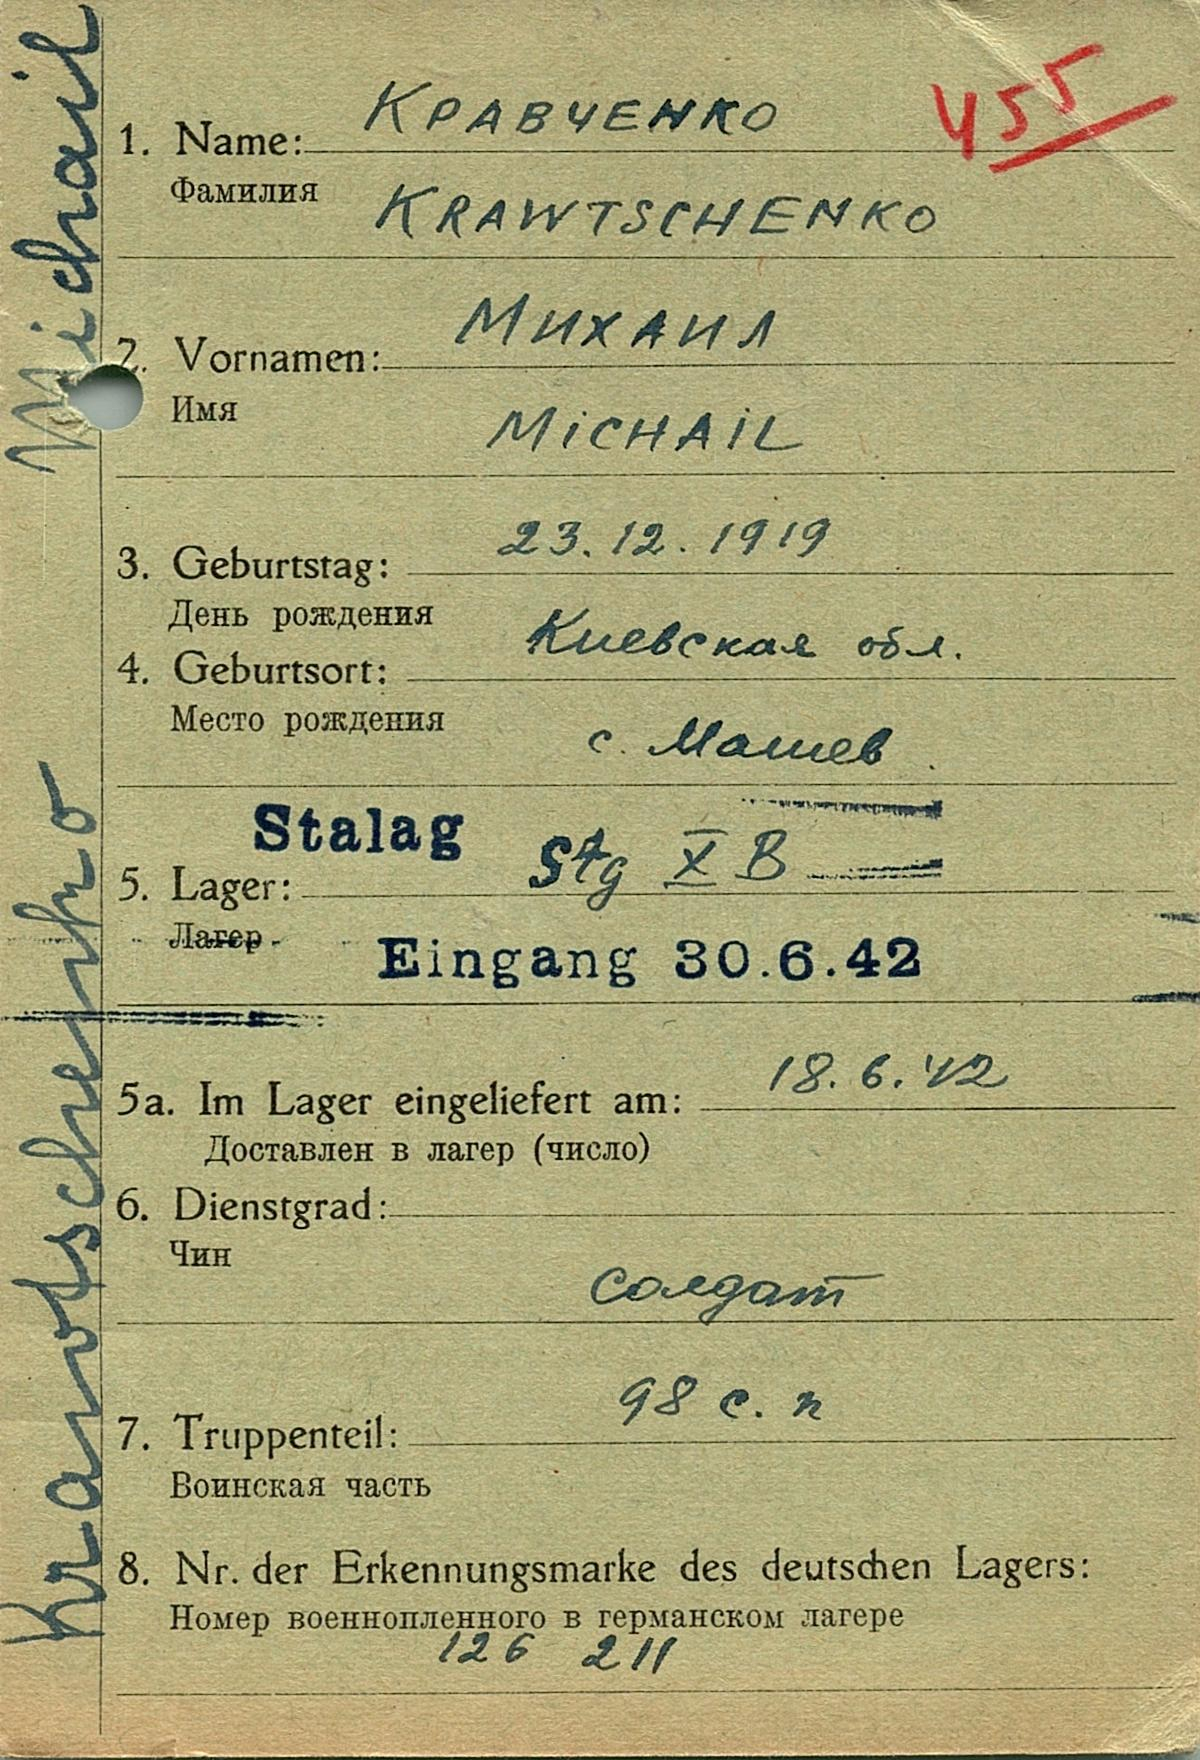 455
КРАВЧЕНКО
1. Name:
Фамилия
KRAWTSCHENKO
МИХАИЛ
2. Vornamen:
Имя
MiCHAiL
3. Geburtstag: 23.12.1919
День рождения
Киевская обл.
4. Geburtsort:
Место рождения
с. Машев
Stalag
5. Lager: Stg X B
Лагер
Eingang 30.6.42
5a. Im Lager eingeliefert am: 18.6.42
Доставлен в лагер (число)
6. Dienstgrad:
Чин
солдат
98 с. п
7. Truppenteil:
Воинская часть
8. Nr. der Erkennungsmarke des deutschen Lagers:
Номер военнопленного в германском лагере
126 211
Krawtschenko Michail